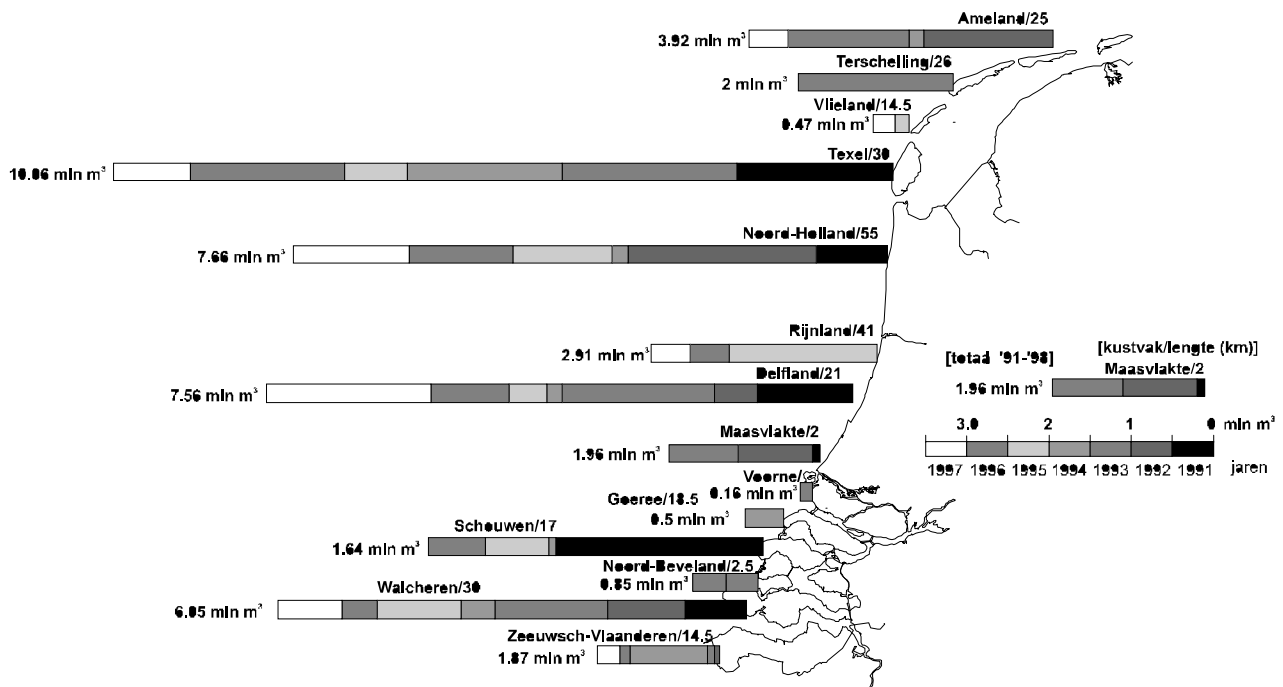 Ameland/25
3.92 mln m³
Terschelling/26
2 mln m³
Vlieland/14.5
0.47 mln m³
Texel/30
10.06 mln m³
Noord-Holland/55
7.66 mln m³
Rijnland/41
2.91 mln m³
Delfland/21
7.56 mln m³
[totaa '91-'98]
[kustvak/lengte (km)]
Maasvlakte/2
1.96 mln m³
3.0 2 1 0 mln m³
1997 1996 1995 1994 1993 1992 1991 jaren
Maasvlakte/2
1.96 mln m³
Voorne/
0.16 mln m³
Goeree/18.5
0.5 mln m³
Schouwen/17
1.64 mln m³
Noord-Beveland/2.5
0.85 mln m³
Walcheren/30
6.05 mln m³
Zeeuwsch-Vlaanderen/14.5
1.87 mln m³